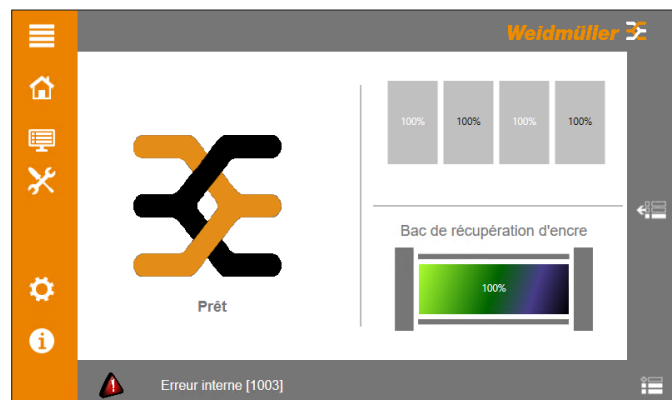 Weidmüller
100% 100% 100% 100%
Bac de récupération d'encre
100%
Prêt
Erreur interne [1003]